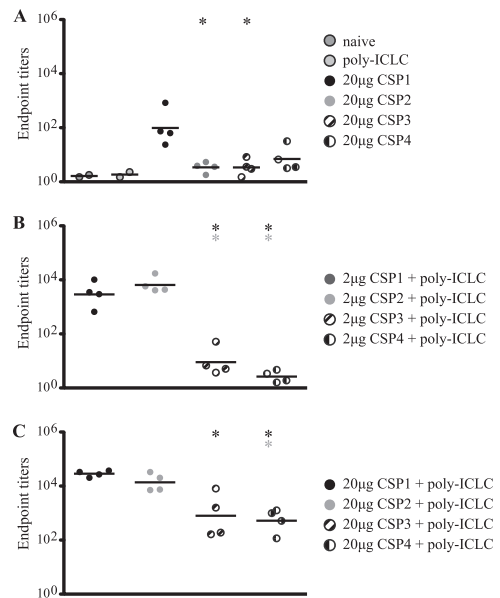 A
Endpoint titers
10⁶
10⁴
10²
10⁰
* *
naive
poly-ICLC
20μg CSP1
20μg CSP2
20μg CSP3
20μg CSP4
B
Endpoint titers
10⁶
10⁴
10²
10⁰
* *
* *
2μg CSP1 + poly-ICLC
2μg CSP2 + poly-ICLC
2μg CSP3 + poly-ICLC
2μg CSP4 + poly-ICLC
C
Endpoint titers
10⁶
10⁴
10²
10⁰
* *
*
20μg CSP1 + poly-ICLC
20μg CSP2 + poly-ICLC
20μg CSP3 + poly-ICLC
20μg CSP4 + poly-ICLC